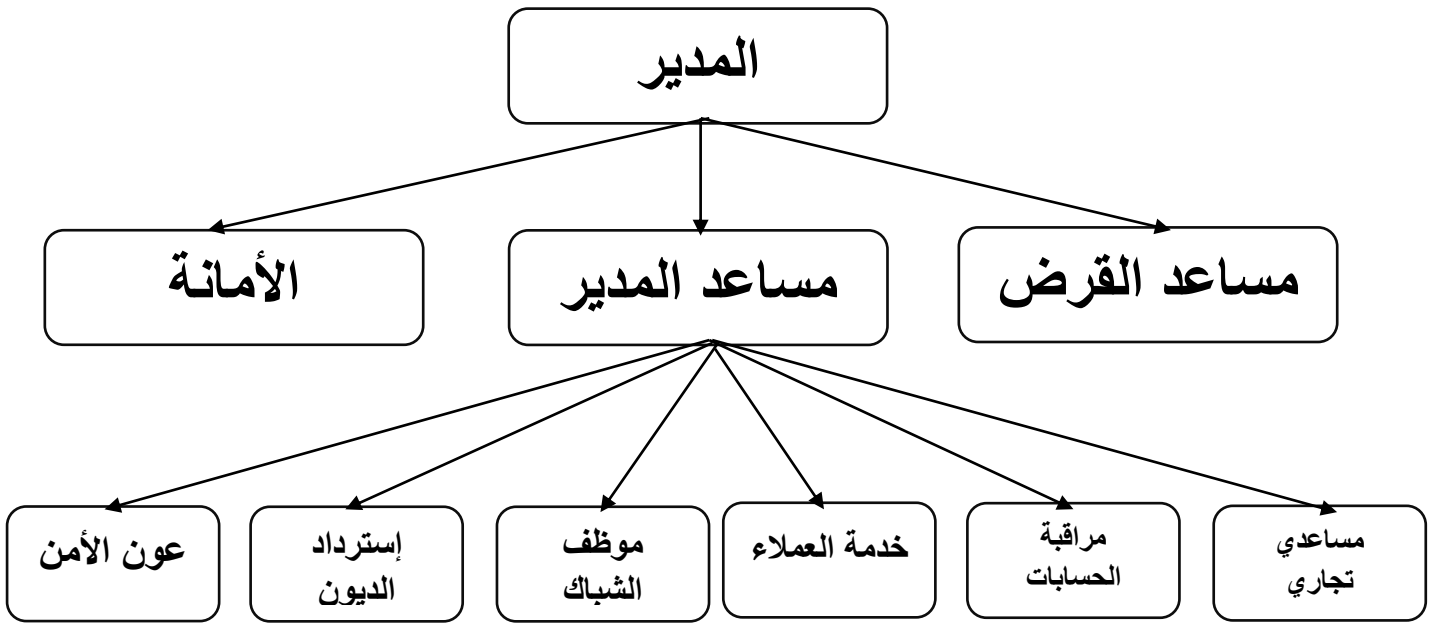 المدير
مساعد القرض
مساعد المدير
الأمانة
مساعدي
تجاري
مراقبة
الحسابات
خدمة العملاء
موظف
الشباك
إسترداد
الديون
عون الأمن